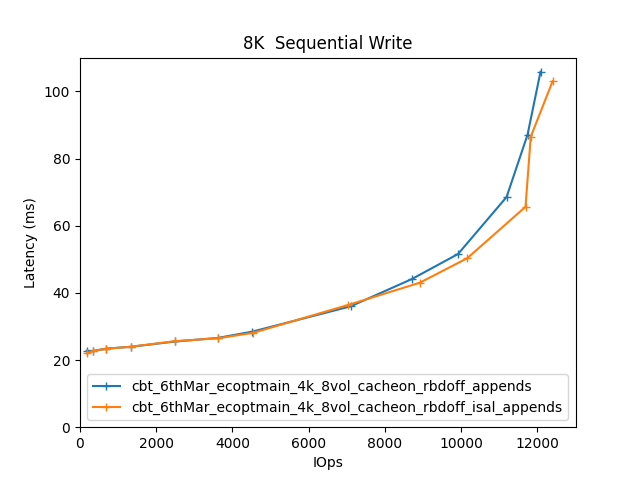 8K  Sequential Write
Latency (ms)
100
80
60
40
20
0
cbt_6thMar_ecoptmain_4k_8vol_cacheon_rbdoff_appends
cbt_6thMar_ecoptmain_4k_8vol_cacheon_rbdoff_isal_appends
0 2000 4000 6000 8000 10000 12000
IOps